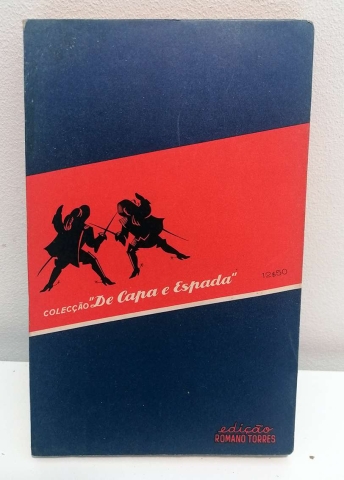 COLECÇÃO "De Capa e Espada"
12$50
edição
ROMANO TORRES